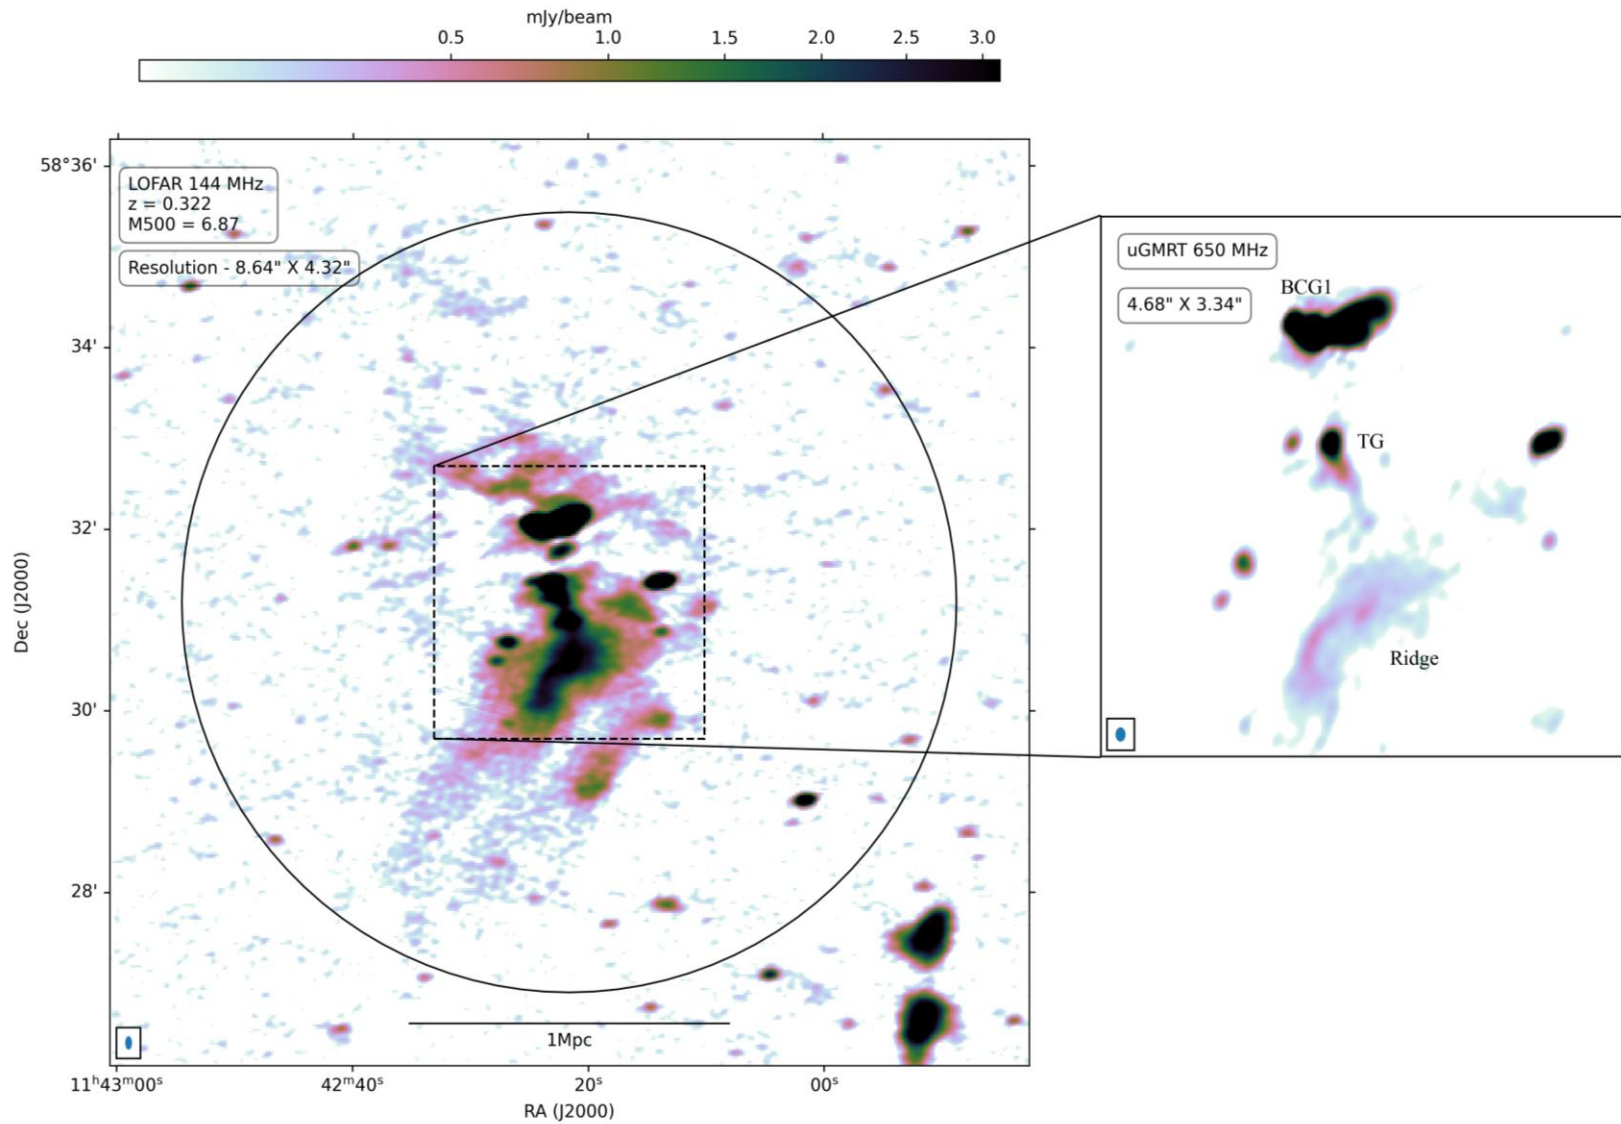 mJy/beam
0.5 1.0 1.5 2.0 2.5 3.0
58°36'
34'
32'
30'
28'
Dec (J2000)
LOFAR 144 MHz
z = 0.322
M500 = 6.87
Resolution - 8.64" X 4.32"
1Mpc
11ʰ43ᵐ00ˢ 42ᵐ40ˢ 20ˢ 00ˢ
RA (J2000)
uGMRT 650 MHz
4.68" X 3.34"
BCG1
TG
Ridge